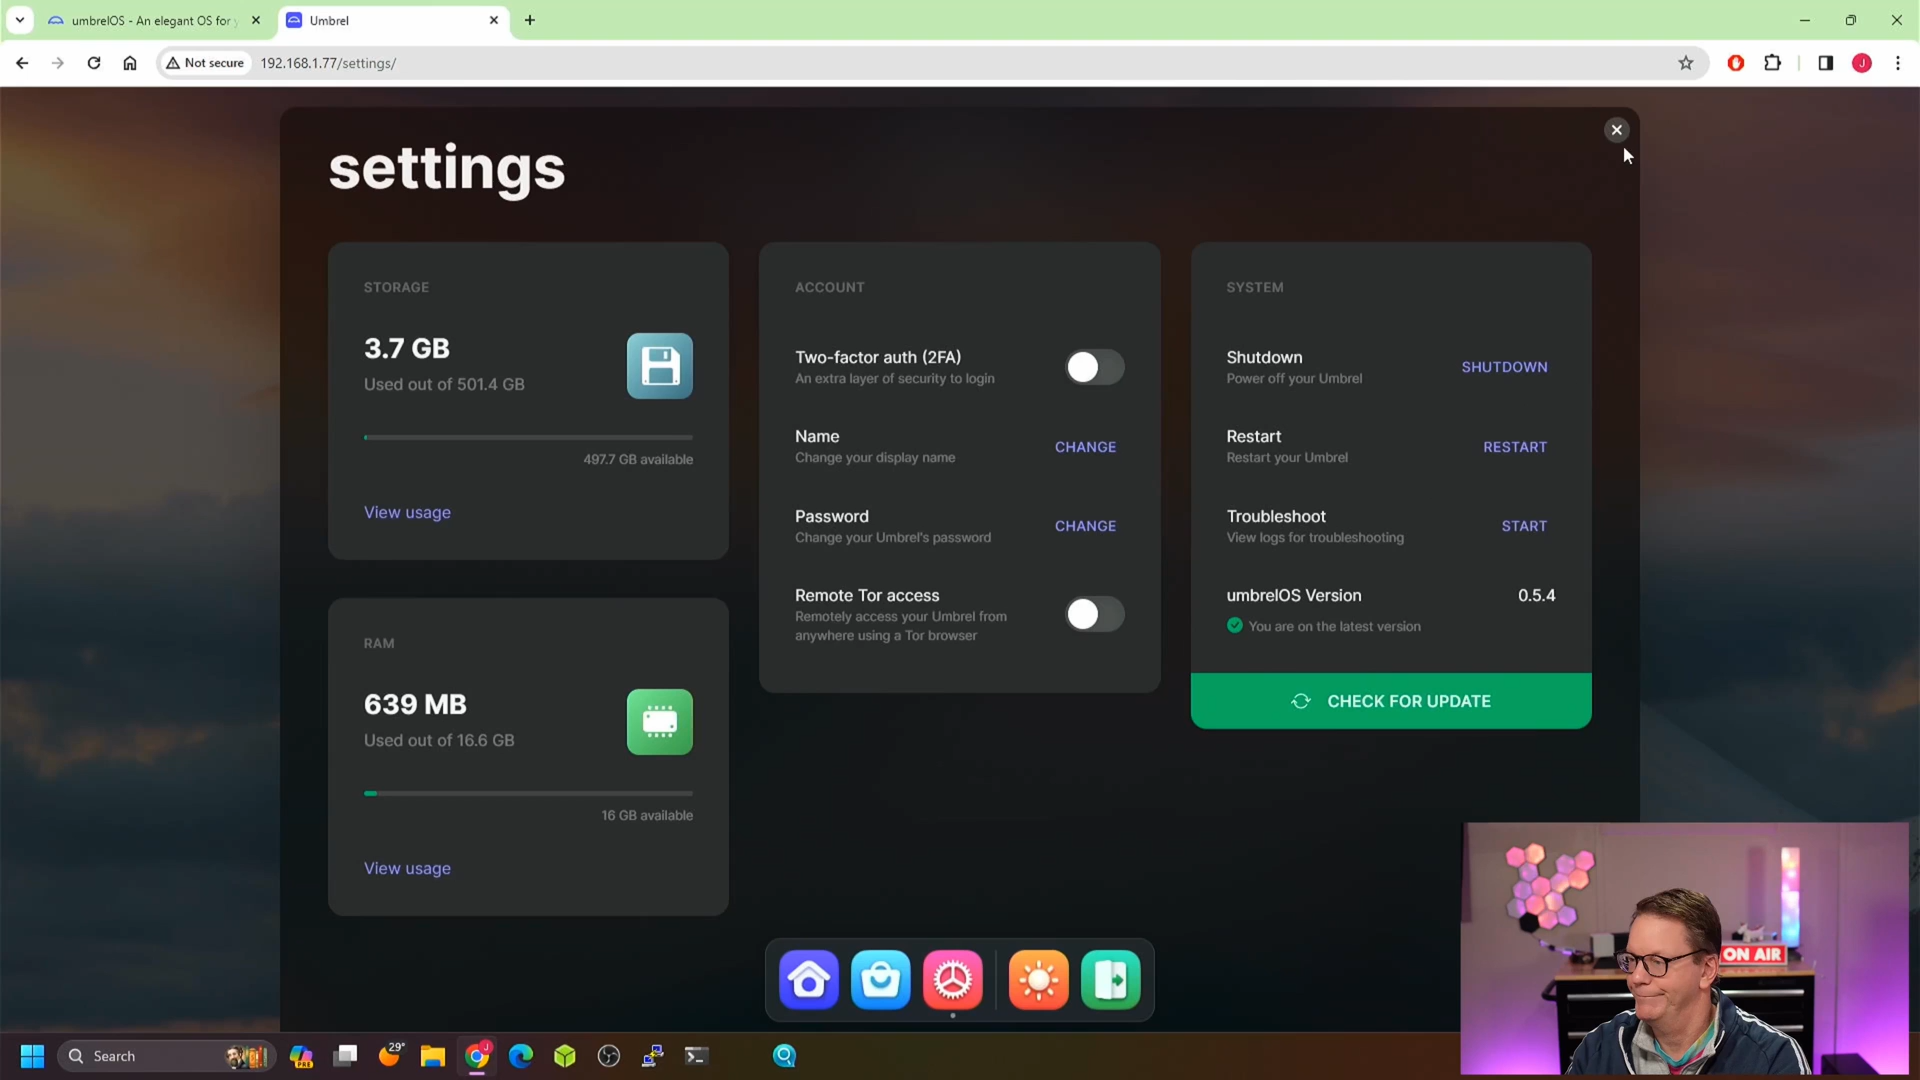 umbrelOS - An elegant OS for y
Umbrel
Not secure
192.168.1.77/settings/
J
settings
STORAGE
3.7 GB
Used out of 501.4 GB
497.7 GB available
View usage
RAM
639 MB
Used out of 16.6 GB
16 GB available
View usage
ACCOUNT
Two-factor auth (2FA)
An extra layer of security to login
Name
Change your display name
CHANGE
Password
Change your Umbrel's password
CHANGE
Remote Tor access
Remotely access your Umbrel from
anywhere using a Tor browser
SYSTEM
Shutdown
Power off your Umbrel
SHUTDOWN
Restart
Restart your Umbrel
RESTART
Troubleshoot
View logs for troubleshooting
START
umbrelOS Version
0.5.4
You are on the latest version
CHECK FOR UPDATE
ON AIR
Search
PRE
29°
J